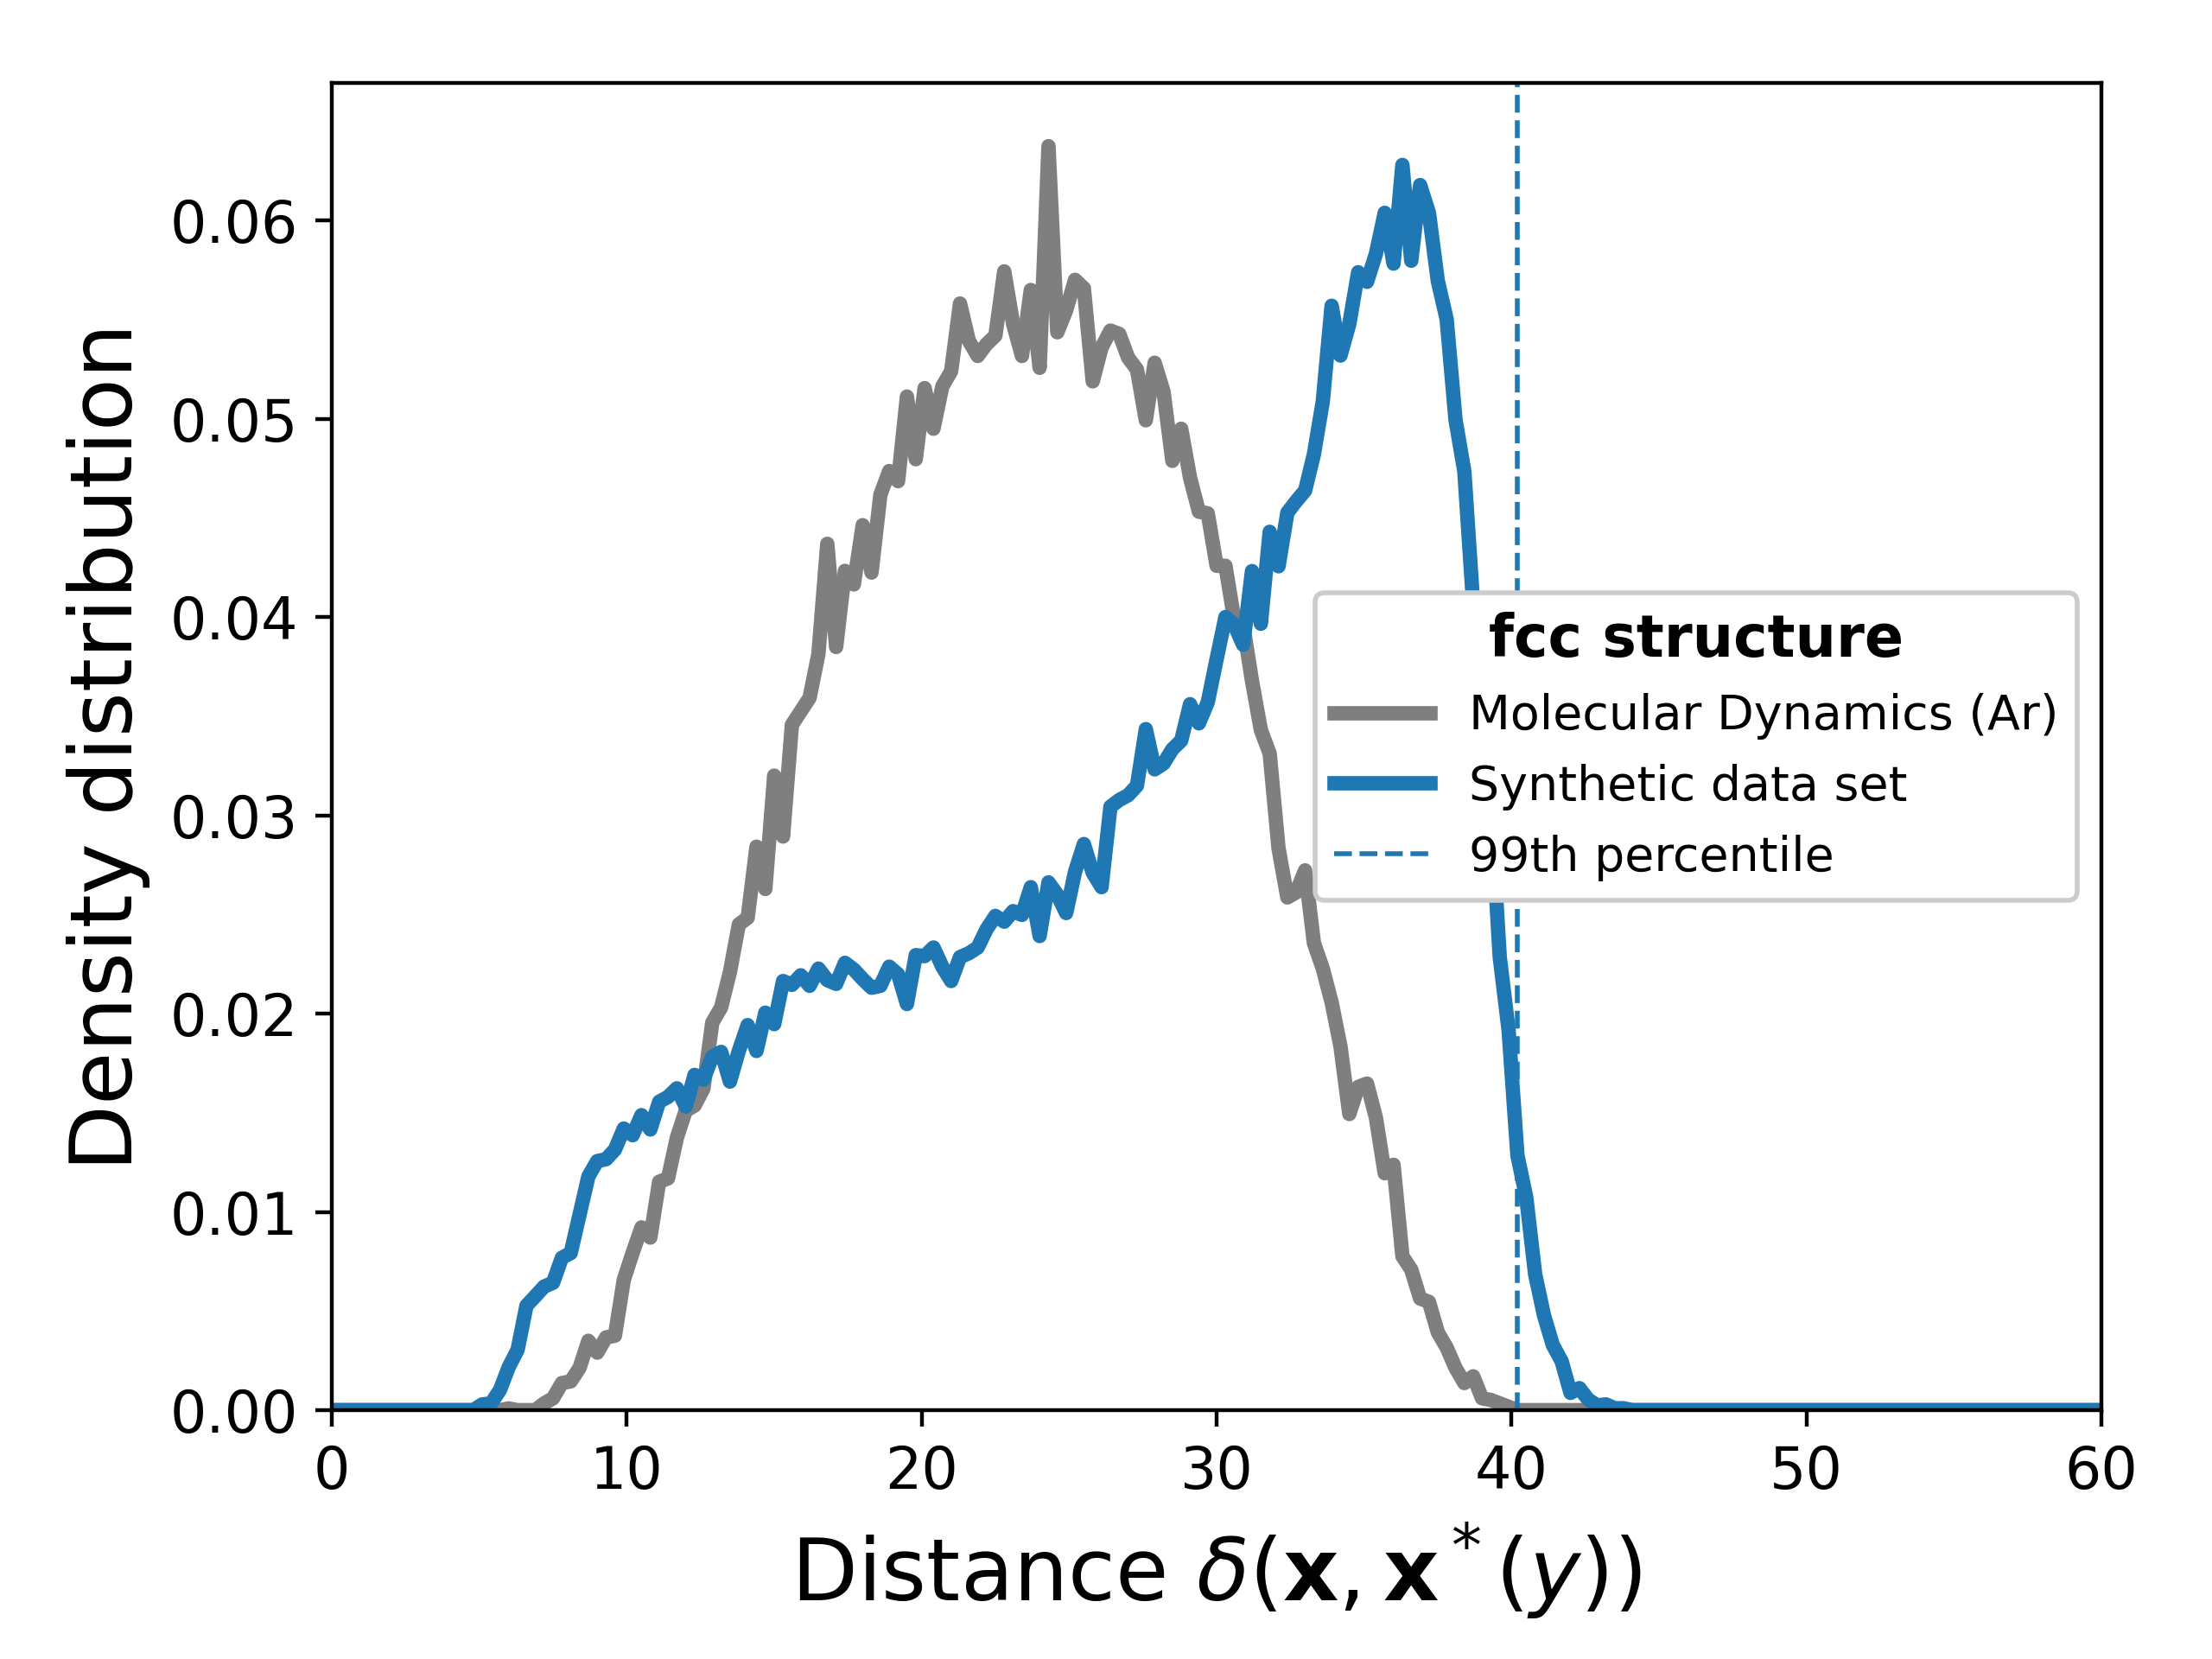 Density distribution
0.06
0.05
0.04
0.03
0.02
0.01
0.00
fcc structure
Molecular Dynamics (Ar)
Synthetic data set
99th percentile
0 10 20 30 40 50 60
Distance δ(x, x*(y))